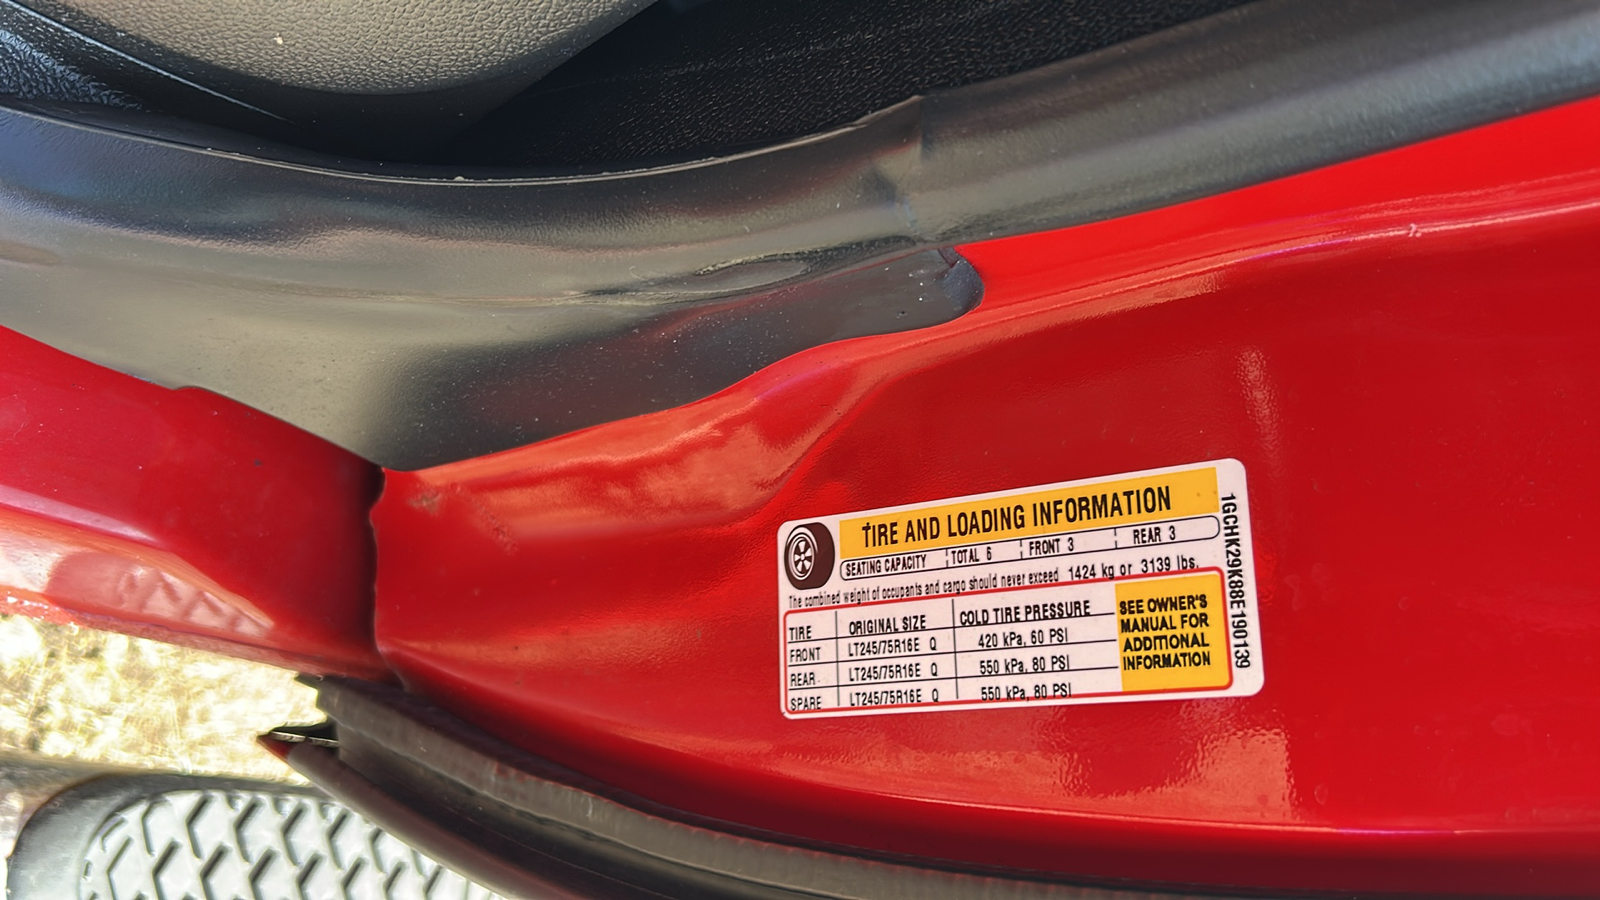 TIRE AND LOADING INFORMATION
SEATING CAPACITY TOTAL 6 FRONT 3 REAR 3
The combined weight of occupants and cargo should never exceed 1424 kg or 3139 lbs.
TIRE ORIGINAL SIZE COLD TIRE PRESSURE
FRONT LT245/75R16E Q 420 kPa, 60 PSI
REAR LT245/75R16E Q 550 kPa, 80 PSI
SPARE LT245/75R16E Q 550 kPa, 80 PSI
SEE OWNER'S
MANUAL FOR
ADDITIONAL
INFORMATION
1GCHK29K88E190139